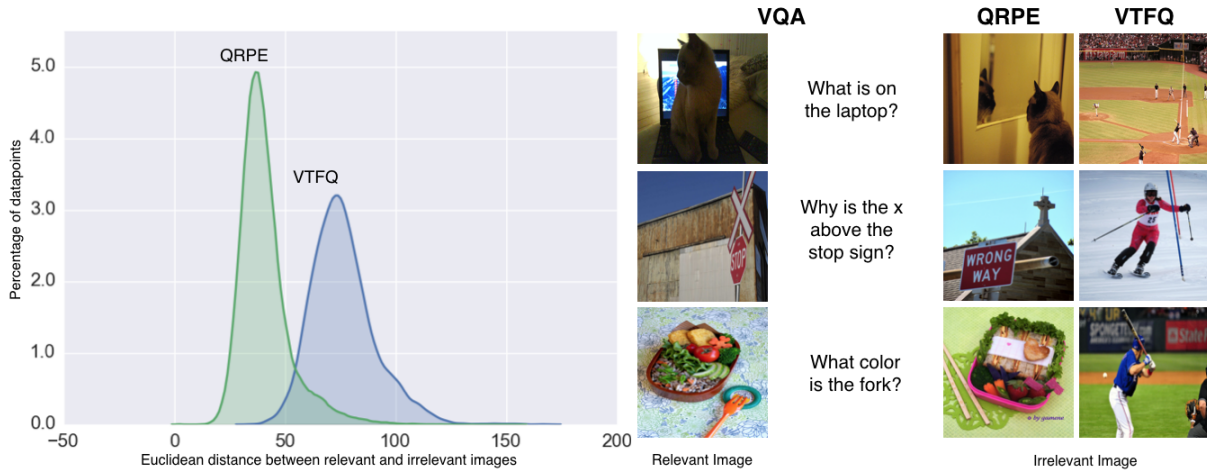 VQA
QRPE
VTFQ
5.0
4.0
3.0
2.0
1.0
0.0
QRPE
VTFQ
Percentage of datapoints
-50
0
50
100
150
200
Euclidean distance between relevant and irrelevant images
What is on
the laptop?
Why is the x
above the
stop sign?
STOP
WRONG
WAY
What color
is the fork?
Relevant Image
Irrelevant Image